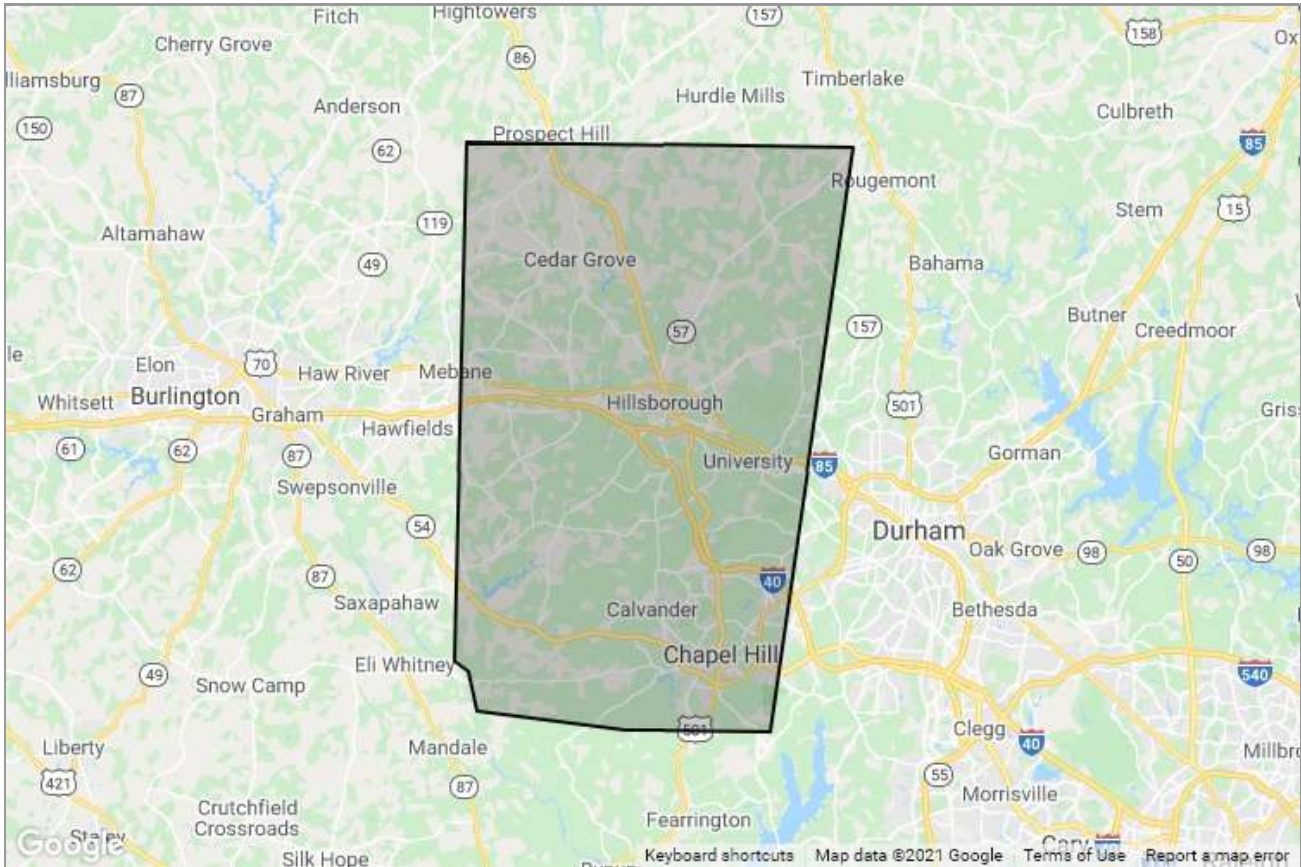 Fitch
Hightowers
157
158
Ox
Cherry Grove
86
lliamsburg
87
Anderson
Hurdle Mills
Timberlake
Culbreth
150
62
Prospect Hill
85
Rougemont
119
Stem
15
Altamahaw
49
Cedar Grove
Bahama
57
157
Butner
Creedmoor
le
Elon
70
Haw River
Mebane
Whitsett
Burlington
Graham
Hillsborough
501
Gris
Hawfields
61
62
87
University
85
Gorman
Swepsonville
54
Durham
Oak Grove
98
50
98
62
87
40
Saxapahaw
Calvander
Bethesda
Eli Whitney
Chapel Hill
49
Snow Camp
540
501
Clegg
40
Liberty
Mandale
Millbro
421
87
55
Morrisville
Crutchfield
Crossroads
Fearrington
Staley
Google
Silk Hope
Cary
Keyboard shortcuts
Map data ©2021 Google
Terms of Use
Report a map error